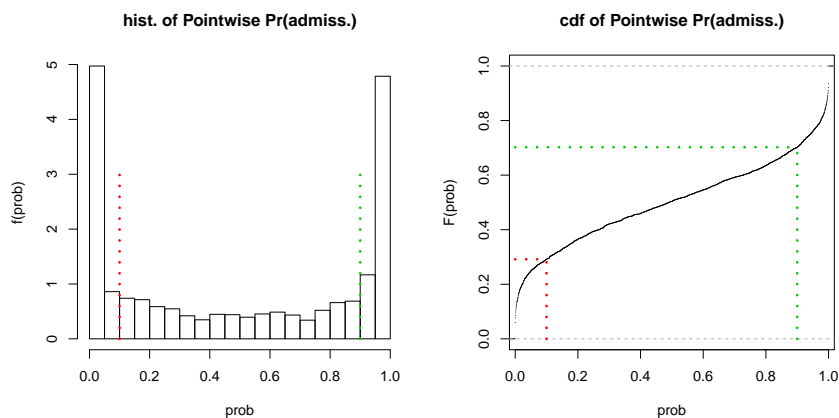 hist. of Pointwise Pr(admiss.)
f(prob)
5
4
3
2
1
0
0.0 0.2 0.4 0.6 0.8 1.0
prob
cdf of Pointwise Pr(admiss.)
F(prob)
1.0
0.8
0.6
0.4
0.2
0.0
0.0 0.2 0.4 0.6 0.8 1.0
prob